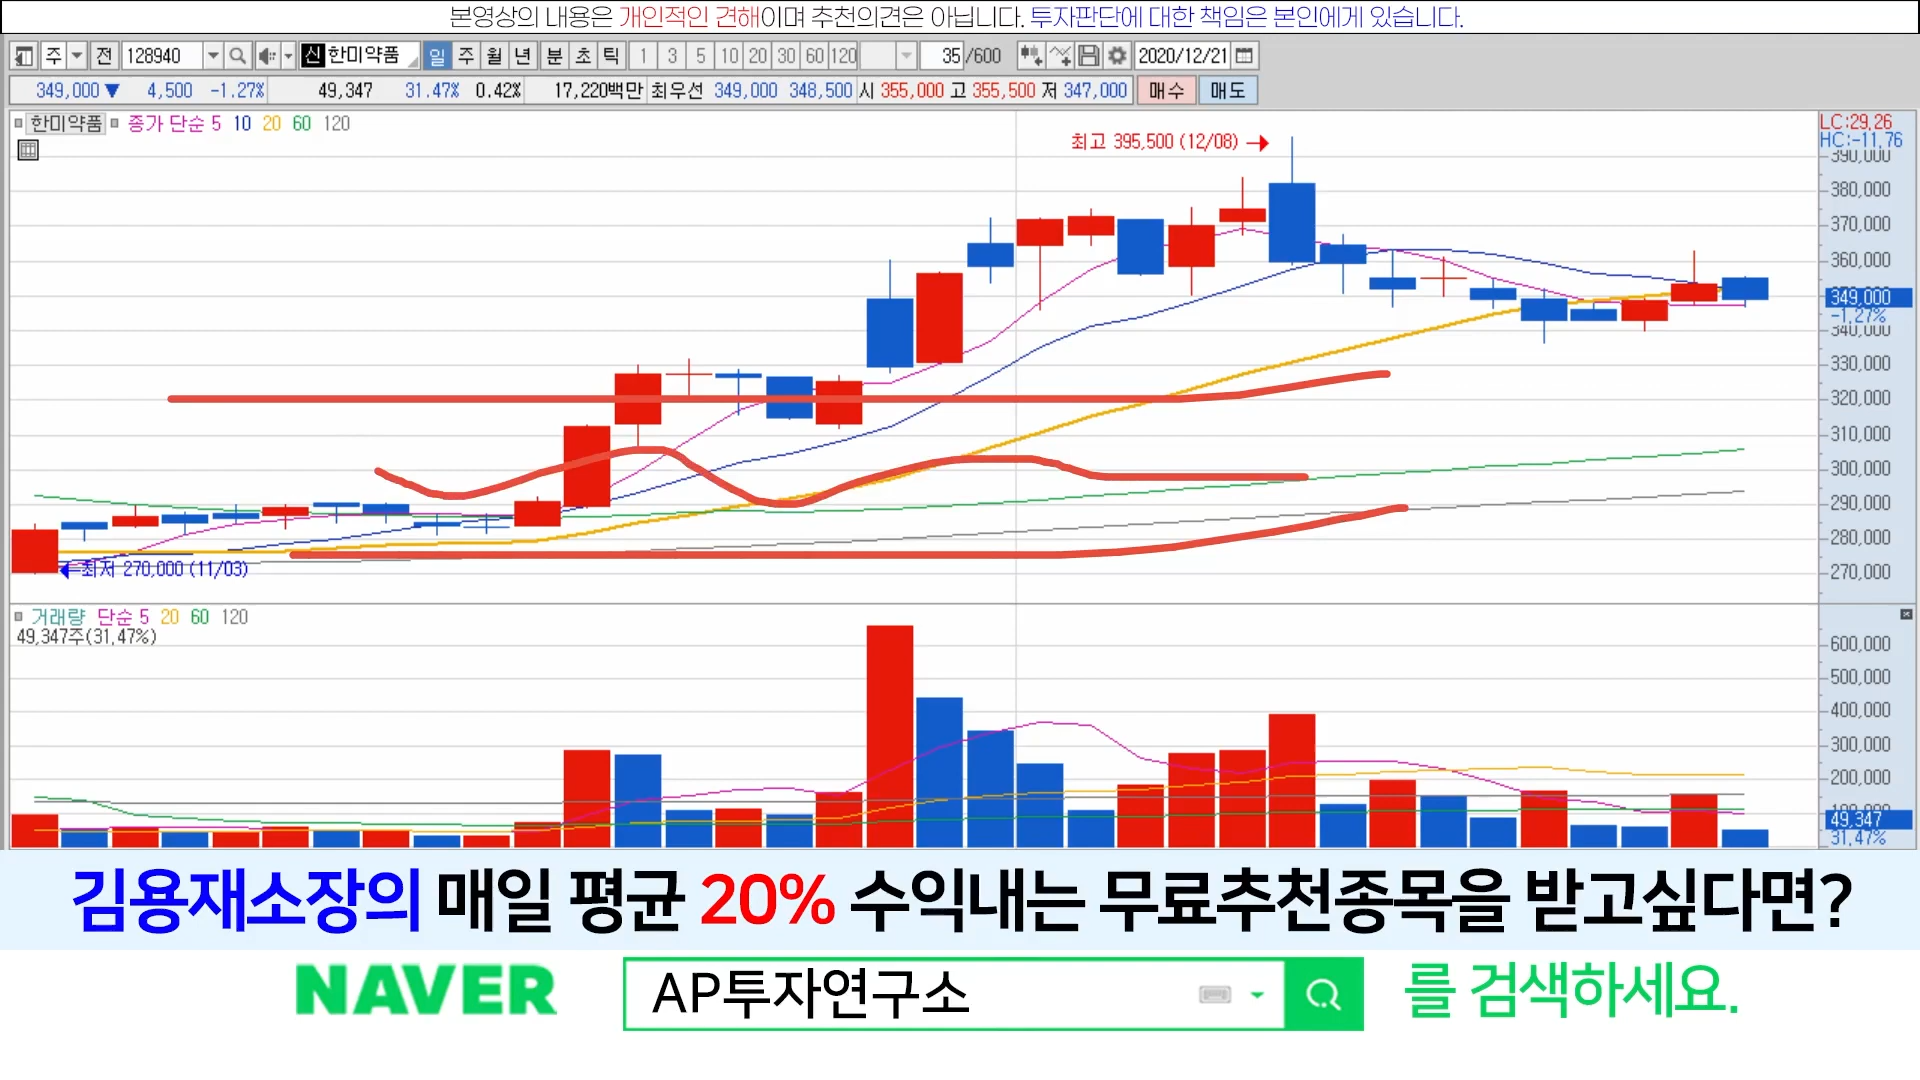 본영상의 내용은 개인적인 견해이며 추천의견은 아닙니다. 투자판단에 대한 책임은 본인에게 있습니다.
주 전 128940 신 한미약품 일 주 월 년 분 초 틱 1 3 5 10 20 30 60 120 35 /600 2020/12/21
349,000 ▼ 4,500 -1.27% 49,347 31.47% 0.42% 17,220백만 최우선 349,000 348,500 시 355,000 고 355,500 저 347,000 매수 매도
한미약품 종가 단순 5 10 20 60 120
LC:29.26
HC:-11.76
최고 395,500 (12/08) →
390,000
380,000
370,000
360,000
349,000
-1.27%
340,000
330,000
320,000
310,000
300,000
290,000
280,000
270,000
←최저 270,000 (11/03)
거래량 단순 5 20 60 120
49,347주(31.47%)
600,000
500,000
400,000
300,000
200,000
100,000
49,347
31.47%
김용재소장의 매일 평균 20% 수익내는 무료추천종목을 받고싶다면?
NAVER AP투자연구소 를 검색하세요.